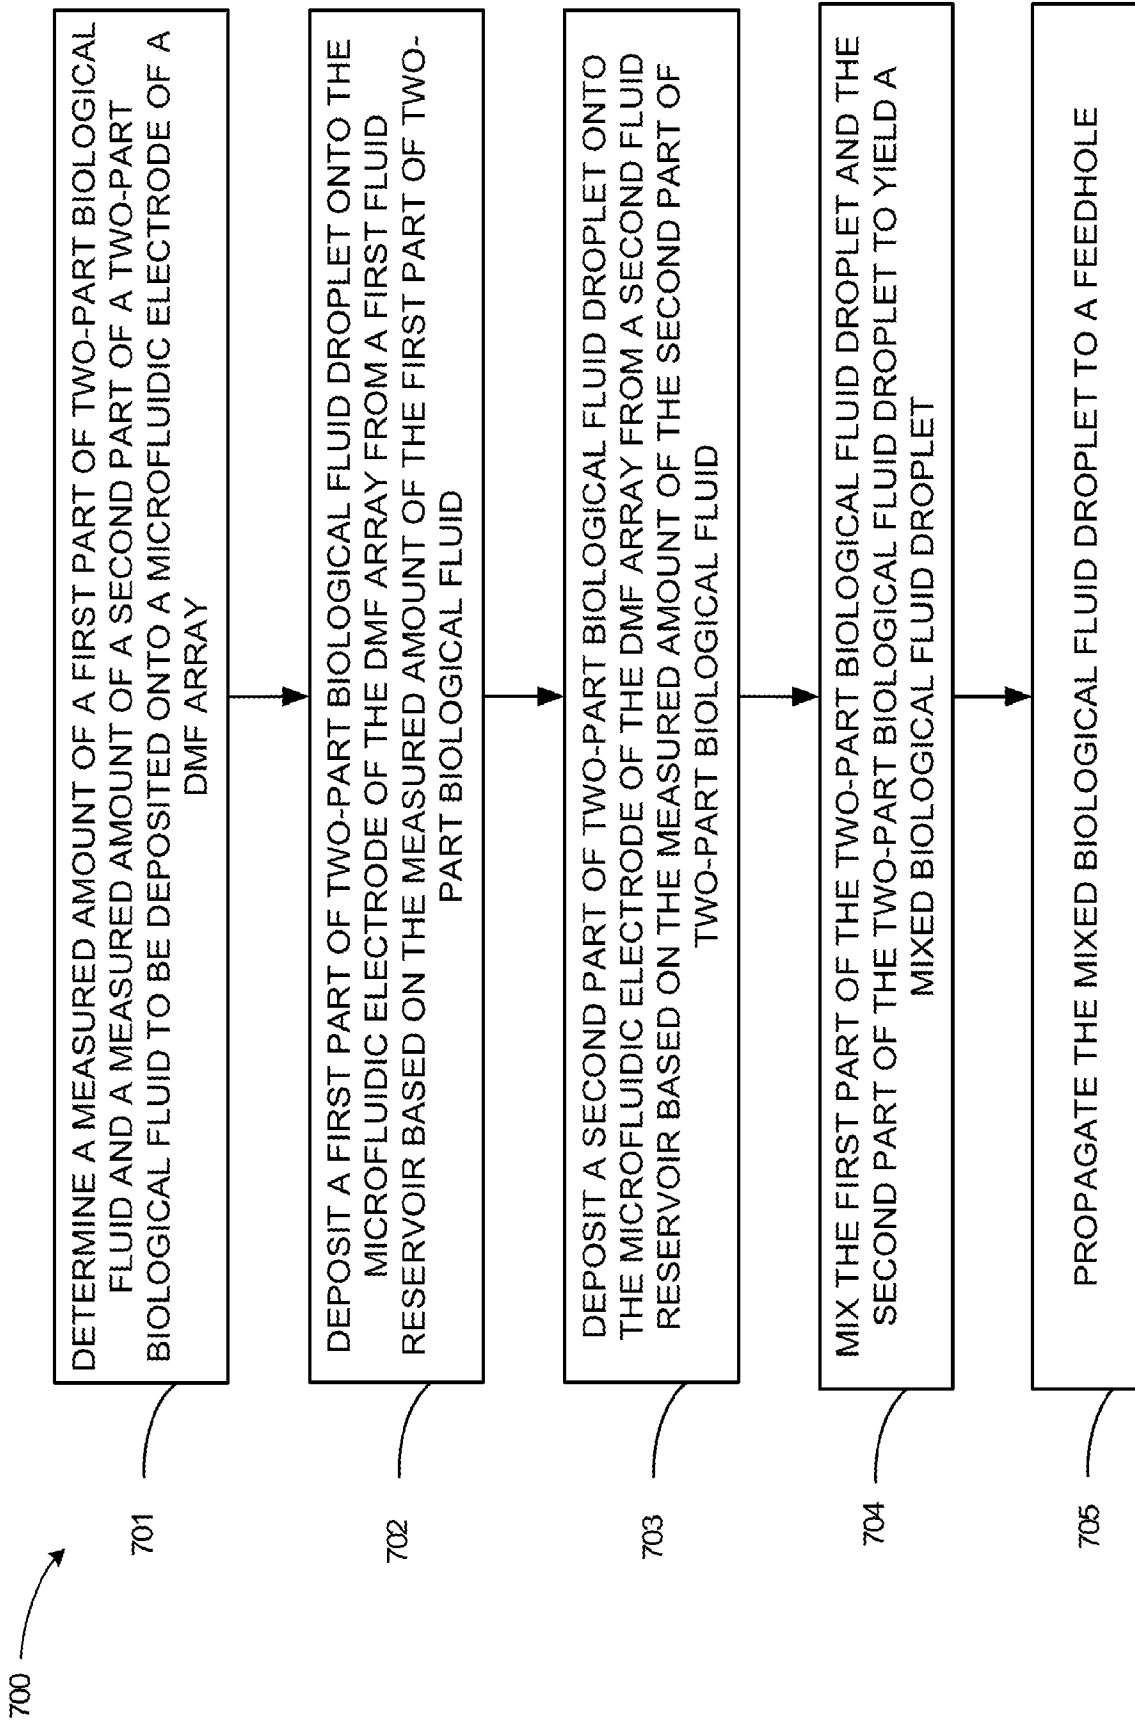 700
701
DETERMINE A MEASURED AMOUNT OF A FIRST PART OF TWO-PART BIOLOGICAL
FLUID AND A MEASURED AMOUNT OF A SECOND PART OF A TWO-PART
BIOLOGICAL FLUID TO BE DEPOSITED ONTO A MICROFLUIDIC ELECTRODE OF A
DMF ARRAY
702
DEPOSIT A FIRST PART OF TWO-PART BIOLOGICAL FLUID DROPLET ONTO THE
MICROFLUIDIC ELECTRODE OF THE DMF ARRAY FROM A FIRST FLUID
RESERVOIR BASED ON THE MEASURED AMOUNT OF THE FIRST PART OF TWO-
PART BIOLOGICAL FLUID
703
DEPOSIT A SECOND PART OF TWO-PART BIOLOGICAL FLUID DROPLET ONTO
THE MICROFLUIDIC ELECTRODE OF THE DMF ARRAY FROM A SECOND FLUID
RESERVOIR BASED ON THE MEASURED AMOUNT OF THE SECOND PART OF
TWO-PART BIOLOGICAL FLUID
704
MIX THE FIRST PART OF THE TWO-PART BIOLOGICAL FLUID DROPLET AND THE
SECOND PART OF THE TWO-PART BIOLOGICAL FLUID DROPLET TO YIELD A
MIXED BIOLOGICAL FLUID DROPLET
705
PROPAGATE THE MIXED BIOLOGICAL FLUID DROPLET TO A FEEDHOLE